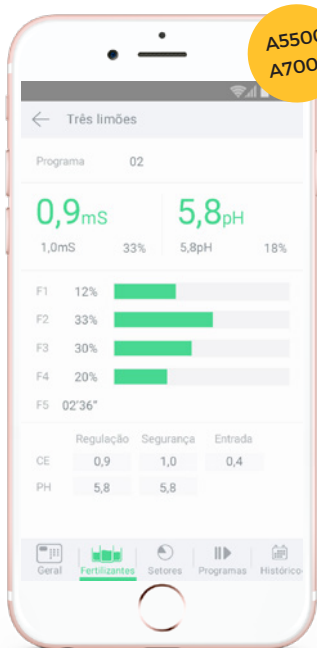 A5500
A700
Três limões
Programa 02
0,9mS 5,8pH
1,0mS 33% 5,8pH 18%
F1 12%
F2 33%
F3 30%
F4 20%
F5 02'36"
Regulação Segurança Entrada
CE 0,9 1,0 0,4
PH 5,8 5,8
Geral Fertilizantes Setores Programas Histórico